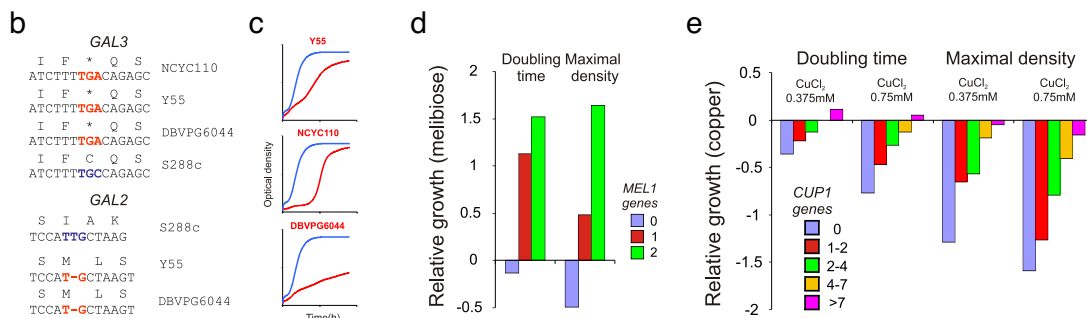 b
GAL3
I F * Q S
ATCTTTTGACAGAGC NCYC110
I F * Q S
ATCTTTTGACAGAGC Y55
I F * Q S
ATCTTTTGACAGAGC DBVPG6044
I F C Q S
ATCTTTTGCCAGAGC S288c
GAL2
S I A K
TCCATTGCTAAG S288c
S M L S
TCCAT-GCTAAGT Y55
S M L S
TCCAT-GCTAAGT DBVPG6044
c
Y55
NCYC110
DBVPG6044
Optical density
Time(h)
d
Doubling
time
Maximal
density
Relative growth (melibiose)
2
1.5
1
0.5
0
-0.5
MEL1
genes
0
1
2
e
Doubling time Maximal density
CuCl2
0.375mM
CuCl2
0.75mM
CuCl2
0.375mM
CuCl2
0.75mM
Relative growth (copper)
0.5
0
-0.5
-1
-1.5
-2
CUP1
genes
0
1-2
2-4
4-7
>7